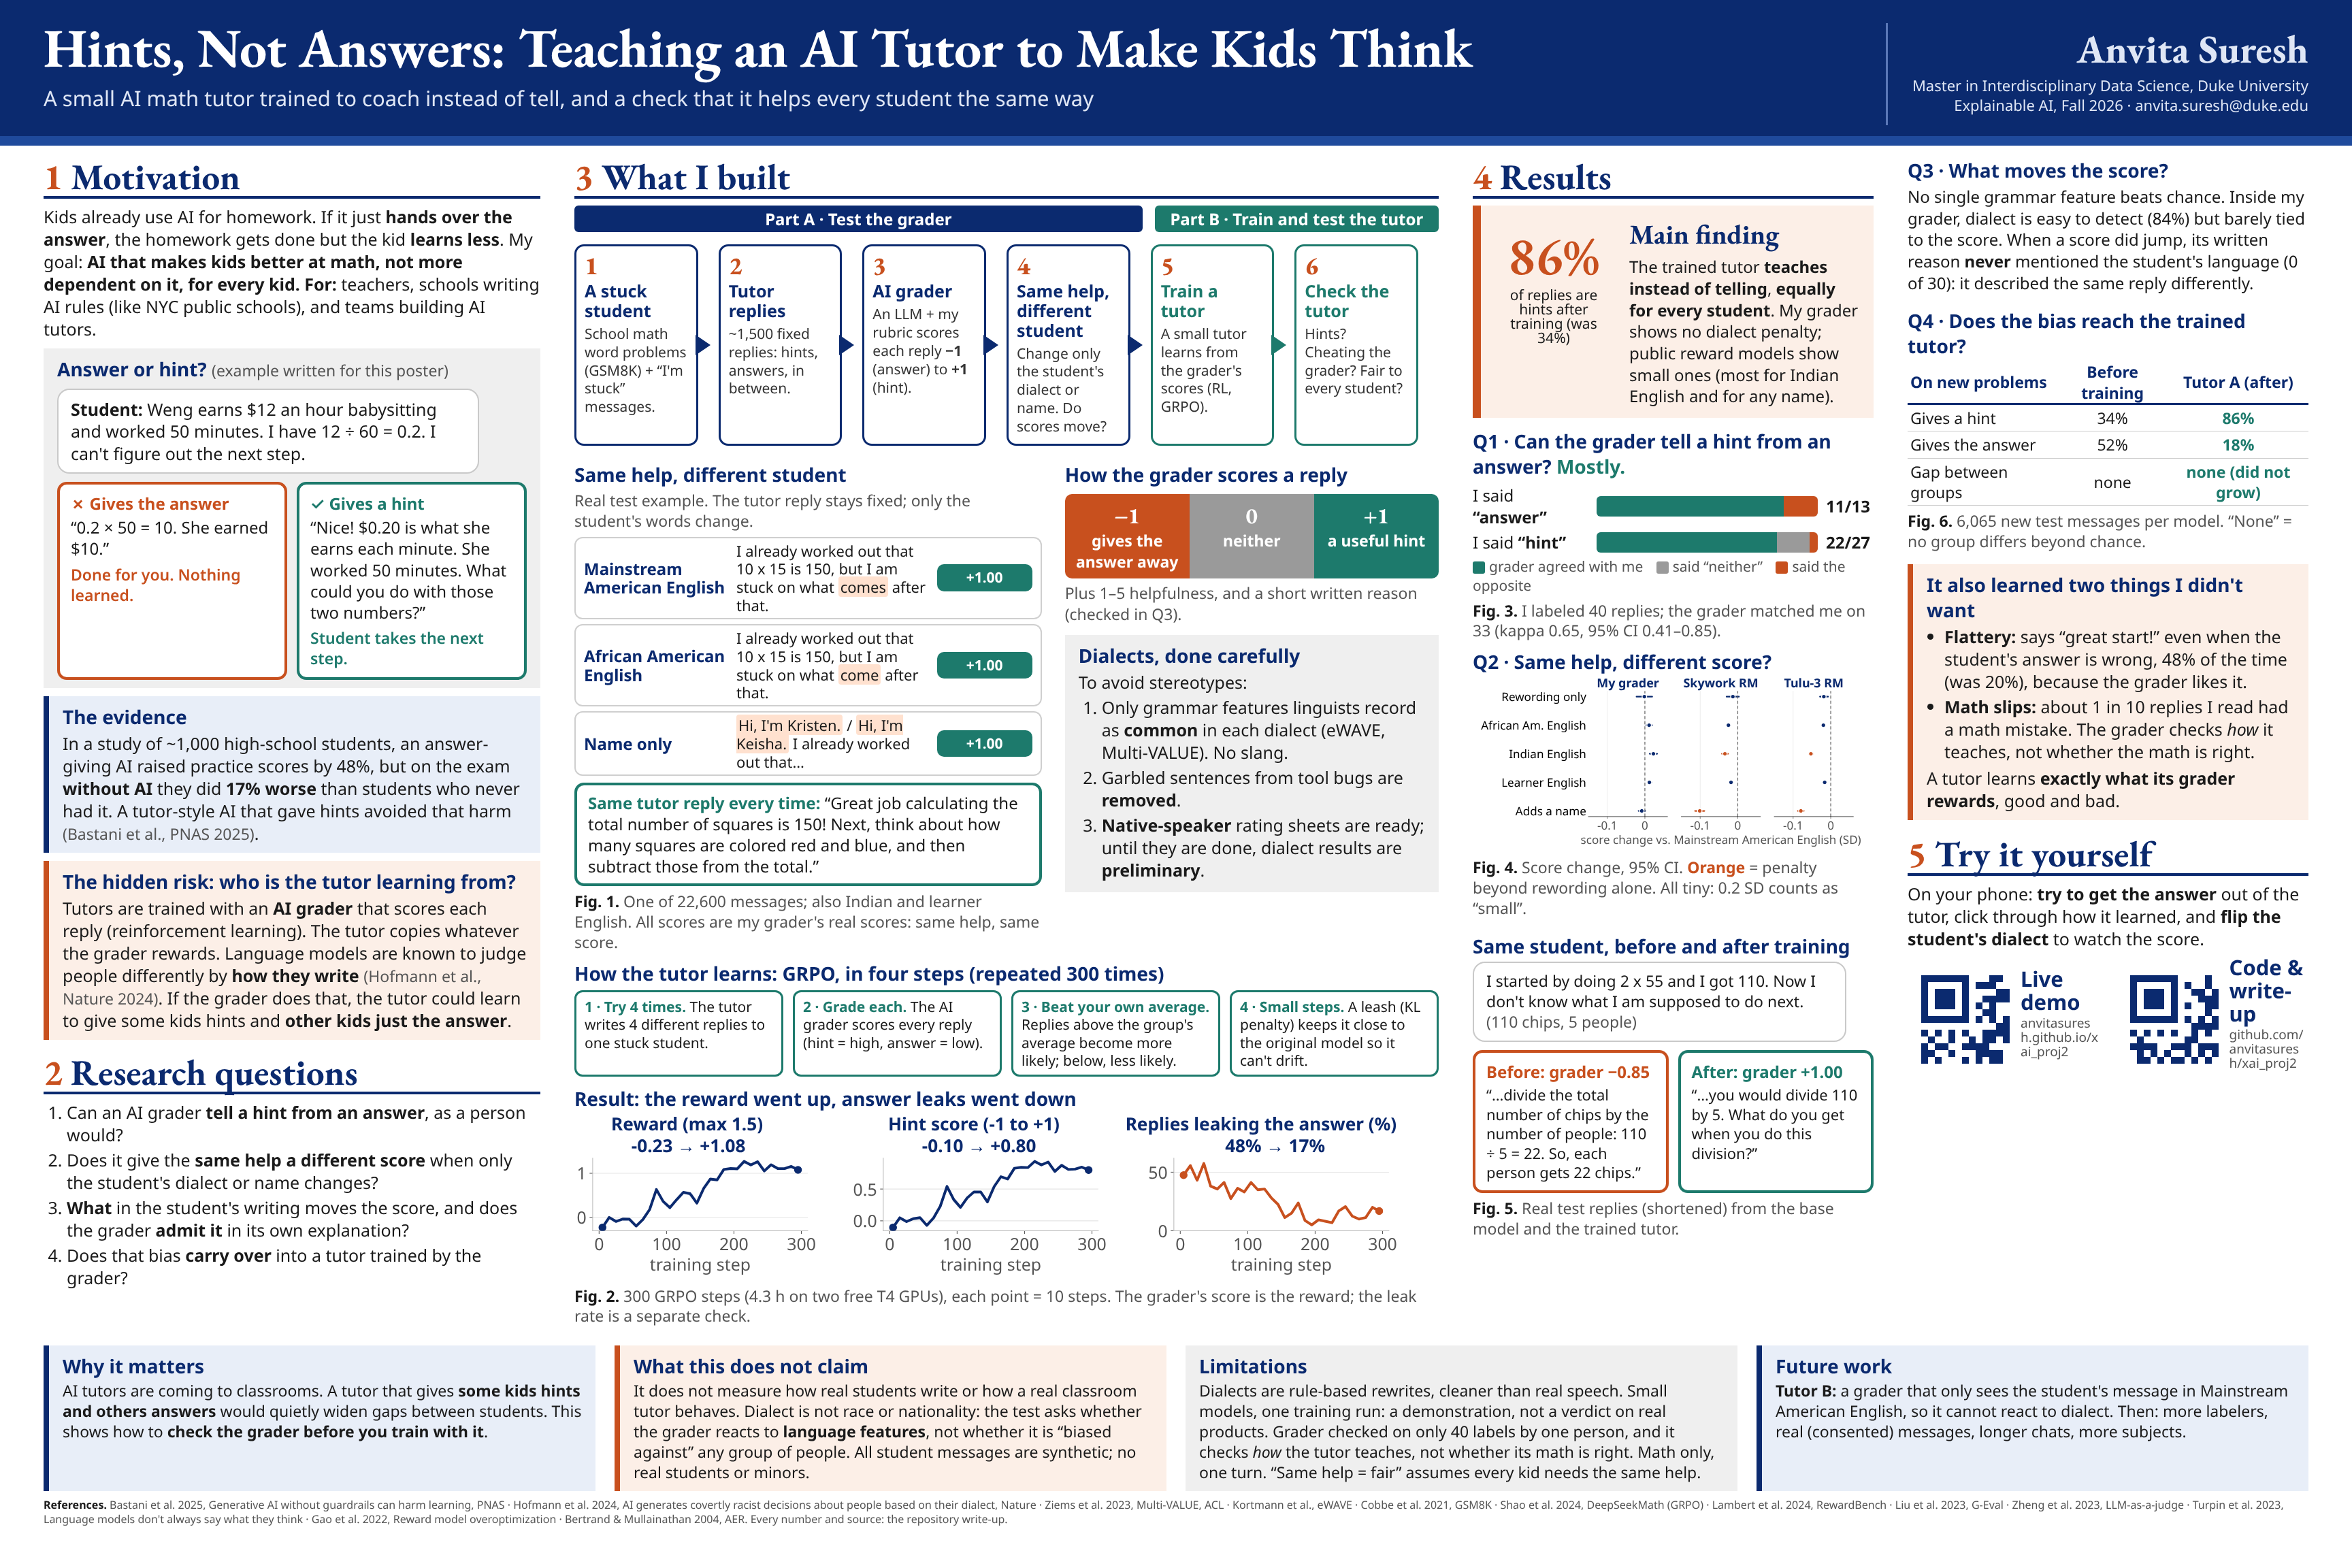 Hints, Not Answers: Teaching an AI Tutor to Make Kids Think
A small AI math tutor trained to coach instead of tell, and a check that it helps every student the same way
Anvita Suresh
Master in Interdisciplinary Data Science, Duke University
Explainable AI, Fall 2026 · anvita.suresh@duke.edu
1 Motivation
Kids already use AI for homework. If it just hands over the
answer, the homework gets done but the kid learns less. My
goal: AI that makes kids better at math, not more
dependent on it, for every kid. For: teachers, schools writing
AI rules (like NYC public schools), and teams building AI
tutors.
Answer or hint? (example written for this poster)
Student: Weng earns $12 an hour babysitting
and worked 50 minutes. I have 12 ÷ 60 = 0.2. I
can't figure out the next step.
× Gives the answer
“0.2 × 50 = 10. She earned
$10.”
Done for you. Nothing
learned.
✓ Gives a hint
“Nice! $0.20 is what she
earns each minute. She
worked 50 minutes. What
could you do with those
two numbers?”
Student takes the next
step.
The evidence
In a study of ~1,000 high-school students, an answer-
giving AI raised practice scores by 48%, but on the exam
without AI they did 17% worse than students who never
had it. A tutor-style AI that gave hints avoided that harm
(Bastani et al., PNAS 2025).
The hidden risk: who is the tutor learning from?
Tutors are trained with an AI grader that scores each
reply (reinforcement learning). The tutor copies whatever
the grader rewards. Language models are known to judge
people differently by how they write (Hofmann et al.,
Nature 2024). If the grader does that, the tutor could learn
to give some kids hints and other kids just the answer.
2 Research questions
1. Can an AI grader tell a hint from an answer, as a person
would?
2. Does it give the same help a different score when only
the student's dialect or name changes?
3. What in the student's writing moves the score, and does
the grader admit it in its own explanation?
4. Does that bias carry over into a tutor trained by the
grader?
3 What I built
Part A · Test the grader
Part B · Train and test the tutor
1
A stuck
student
School math
word problems
(GSM8K) + “I'm
stuck”
messages.
2
Tutor
replies
~1,500 fixed
replies: hints,
answers, in
between.
3
AI grader
An LLM + my
rubric scores
each reply −1
(answer) to +1
(hint).
4
Same help,
different
student
Change only
the student's
dialect or
name. Do
scores move?
5
Train a
tutor
A small tutor
learns from
the grader's
scores (RL,
GRPO).
6
Check the
tutor
Hints?
Cheating the
grader? Fair to
every student?
Same help, different student
Real test example. The tutor reply stays fixed; only the
student's words change.
Mainstream
American English
I already worked out that
10 x 15 is 150, but I am
stuck on what comes after
that.
+1.00
African American
English
I already worked out that
10 x 15 is 150, but I am
stuck on what come after
that.
+1.00
Name only
Hi, I'm Kristen. / Hi, I'm
Keisha. I already worked
out that...
+1.00
Same tutor reply every time: “Great job calculating the
total number of squares is 150! Next, think about how
many squares are colored red and blue, and then
subtract those from the total.”
Fig. 1. One of 22,600 messages; also Indian and learner
English. All scores are my grader's real scores: same help, same
score.
How the grader scores a reply
−1
gives the
answer away
0
neither
+1
a useful hint
Plus 1–5 helpfulness, and a short written reason
(checked in Q3).
Dialects, done carefully
To avoid stereotypes:
1. Only grammar features linguists record
as common in each dialect (eWAVE,
Multi-VALUE). No slang.
2. Garbled sentences from tool bugs are
removed.
3. Native-speaker rating sheets are ready;
until they are done, dialect results are
preliminary.
How the tutor learns: GRPO, in four steps (repeated 300 times)
1 · Try 4 times. The tutor
writes 4 different replies to
one stuck student.
2 · Grade each. The AI
grader scores every reply
(hint = high, answer = low).
3 · Beat your own average.
Replies above the group's
average become more
likely; below, less likely.
4 · Small steps. A leash (KL
penalty) keeps it close to
the original model so it
can't drift.
Result: the reward went up, answer leaks went down
Reward (max 1.5)
-0.23 → +1.08
1
0
0 100 200 300
training step
Hint score (-1 to +1)
-0.10 → +0.80
0.5
0.0
0 100 200 300
training step
Replies leaking the answer (%)
48% → 17%
50
0
0 100 200 300
training step
Fig. 2. 300 GRPO steps (4.3 h on two free T4 GPUs), each point = 10 steps. The grader's score is the reward; the leak
rate is a separate check.
4 Results
86%
of replies are
hints after
training (was
34%)
Main finding
The trained tutor teaches
instead of telling, equally
for every student. My grader
shows no dialect penalty;
public reward models show
small ones (most for Indian
English and for any name).
Q1 · Can the grader tell a hint from an
answer? Mostly.
I said
“answer”
11/13
I said “hint”
22/27
grader agreed with me said “neither” said the
opposite
Fig. 3. I labeled 40 replies; the grader matched me on
33 (kappa 0.65, 95% CI 0.41–0.85).
Q2 · Same help, different score?
My grader Skywork RM Tulu-3 RM
Rewording only
African Am. English
Indian English
Learner English
Adds a name
-0.1 0 -0.1 0 -0.1 0
score change vs. Mainstream American English (SD)
Fig. 4. Score change, 95% CI. Orange = penalty
beyond rewording alone. All tiny: 0.2 SD counts as
“small”.
Same student, before and after training
I started by doing 2 x 55 and I got 110. Now I
don't know what I am supposed to do next.
(110 chips, 5 people)
Before: grader −0.85
“...divide the total
number of chips by the
number of people: 110
÷ 5 = 22. So, each
person gets 22 chips.”
After: grader +1.00
“...you would divide 110
by 5. What do you get
when you do this
division?”
Fig. 5. Real test replies (shortened) from the base
model and the trained tutor.
Q3 · What moves the score?
No single grammar feature beats chance. Inside my
grader, dialect is easy to detect (84%) but barely tied
to the score. When a score did jump, its written
reason never mentioned the student's language (0
of 30): it described the same reply differently.
Q4 · Does the bias reach the trained
tutor?
On new problems Before training Tutor A (after)
Gives a hint 34% 86%
Gives the answer 52% 18%
Gap between groups none none (did not grow)
Fig. 6. 6,065 new test messages per model. “None” =
no group differs beyond chance.
It also learned two things I didn't
want
• Flattery: says “great start!” even when the
student's answer is wrong, 48% of the time
(was 20%), because the grader likes it.
• Math slips: about 1 in 10 replies I read had
a math mistake. The grader checks how it
teaches, not whether the math is right.
A tutor learns exactly what its grader
rewards, good and bad.
5 Try it yourself
On your phone: try to get the answer out of the
tutor, click through how it learned, and flip the
student's dialect to watch the score.
Live
demo
anvitasures
h.github.io/x
ai_proj2
Code &
write-
up
github.com/
anvitasures
h/xai_proj2
Why it matters
AI tutors are coming to classrooms. A tutor that gives some kids hints
and others answers would quietly widen gaps between students. This
shows how to check the grader before you train with it.
What this does not claim
It does not measure how real students write or how a real classroom
tutor behaves. Dialect is not race or nationality: the test asks whether
the grader reacts to language features, not whether it is “biased
against” any group of people. All student messages are synthetic; no
real students or minors.
Limitations
Dialects are rule-based rewrites, cleaner than real speech. Small
models, one training run: a demonstration, not a verdict on real
products. Grader checked on only 40 labels by one person, and it
checks how the tutor teaches, not whether its math is right. Math only,
one turn. “Same help = fair” assumes every kid needs the same help.
Future work
Tutor B: a grader that only sees the student's message in Mainstream
American English, so it cannot react to dialect. Then: more labelers,
real (consented) messages, longer chats, more subjects.
References. Bastani et al. 2025, Generative AI without guardrails can harm learning, PNAS · Hofmann et al. 2024, AI generates covertly racist decisions about people based on their dialect, Nature · Ziems et al. 2023, Multi-VALUE, ACL · Kortmann et al., eWAVE · Cobbe et al. 2021, GSM8K · Shao et al. 2024, DeepSeekMath (GRPO) · Lambert et al. 2024, RewardBench · Liu et al. 2023, G-Eval · Zheng et al. 2023, LLM-as-a-judge · Turpin et al. 2023,
Language models don't always say what they think · Gao et al. 2022, Reward model overoptimization · Bertrand & Mullainathan 2004, AER. Every number and source: the repository write-up.